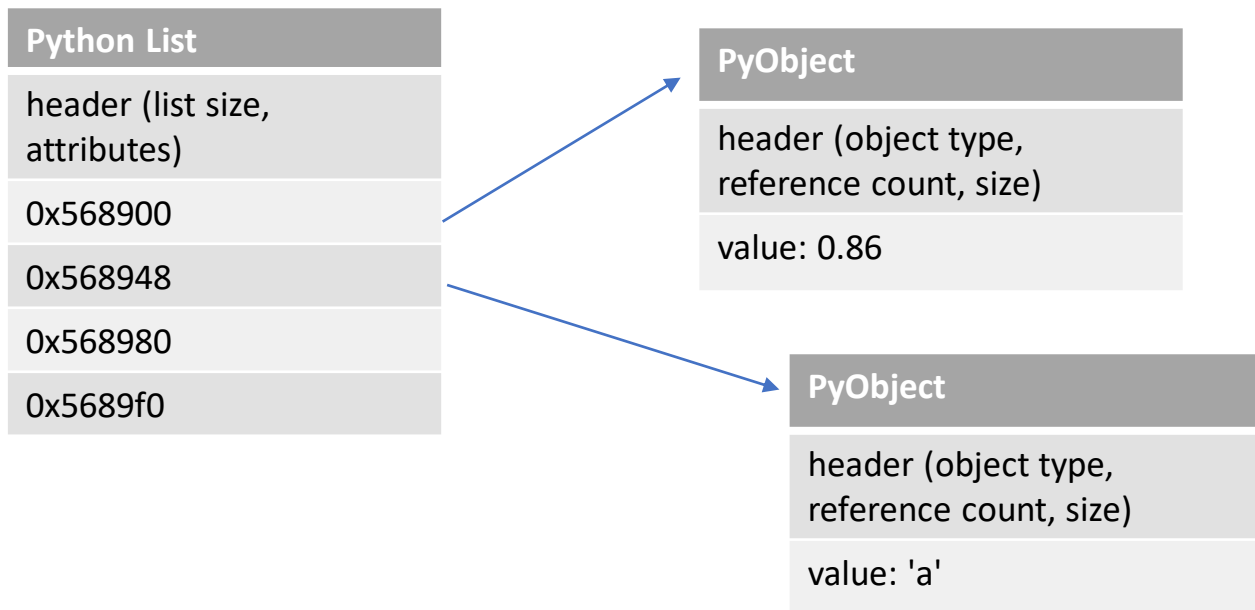 Python List
header (list size,
attributes)
0x568900
0x568948
0x568980
0x5689f0
PyObject
header (object type,
reference count, size)
value: 0.86
PyObject
header (object type,
reference count, size)
value: 'a'